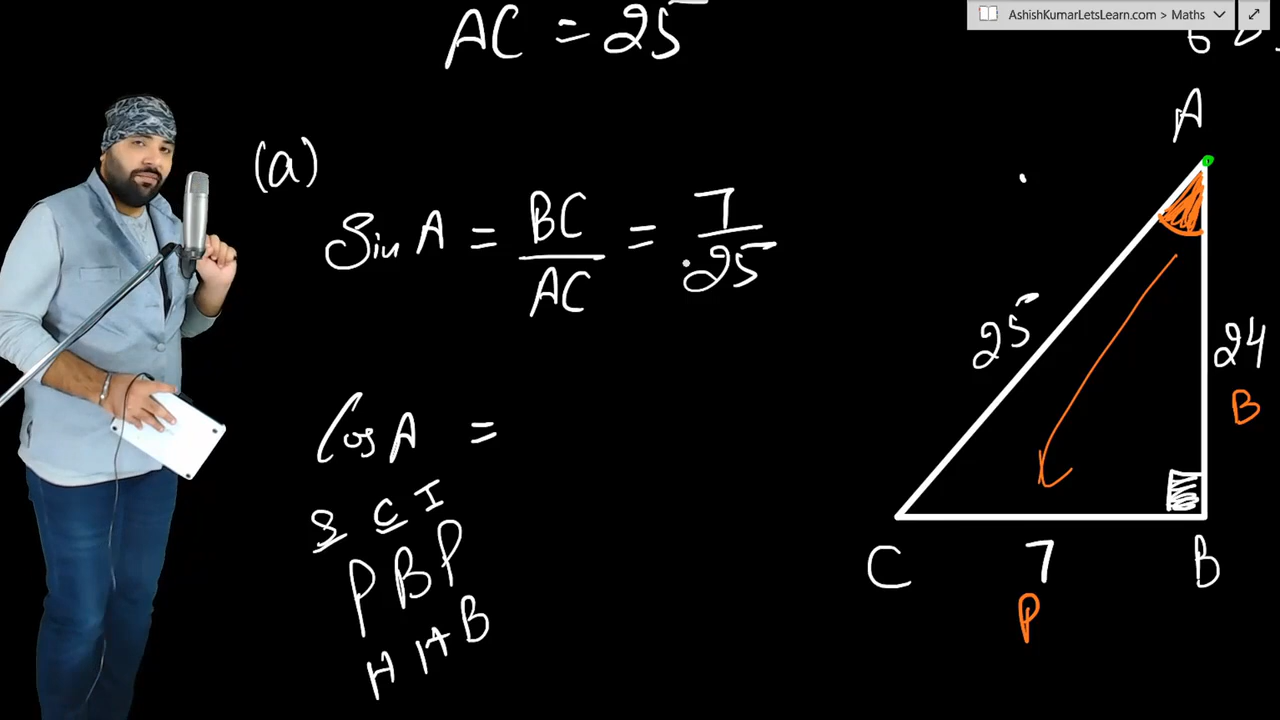 AshishKumarLetsLearn.com > Maths
AC = 25
A
(a)
Sin A = BC/AC = 7/25
25
24
B
Cos A =
S C T
P B P
H H B
C 7 B
P